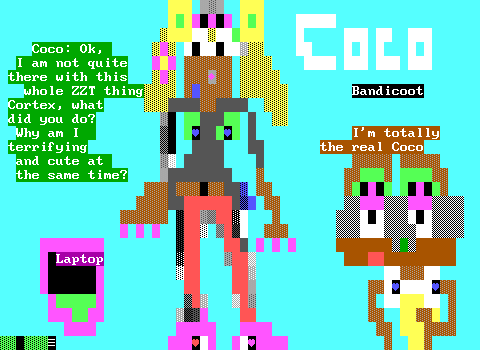 Coco
Bandicoot
Coco: Ok,
I am not quite
there with this
whole ZZT thing
Cortex, what
did you do?
Why am I
terrifying
and cute at
the same time?
I'm totally
the real Coco
Laptop